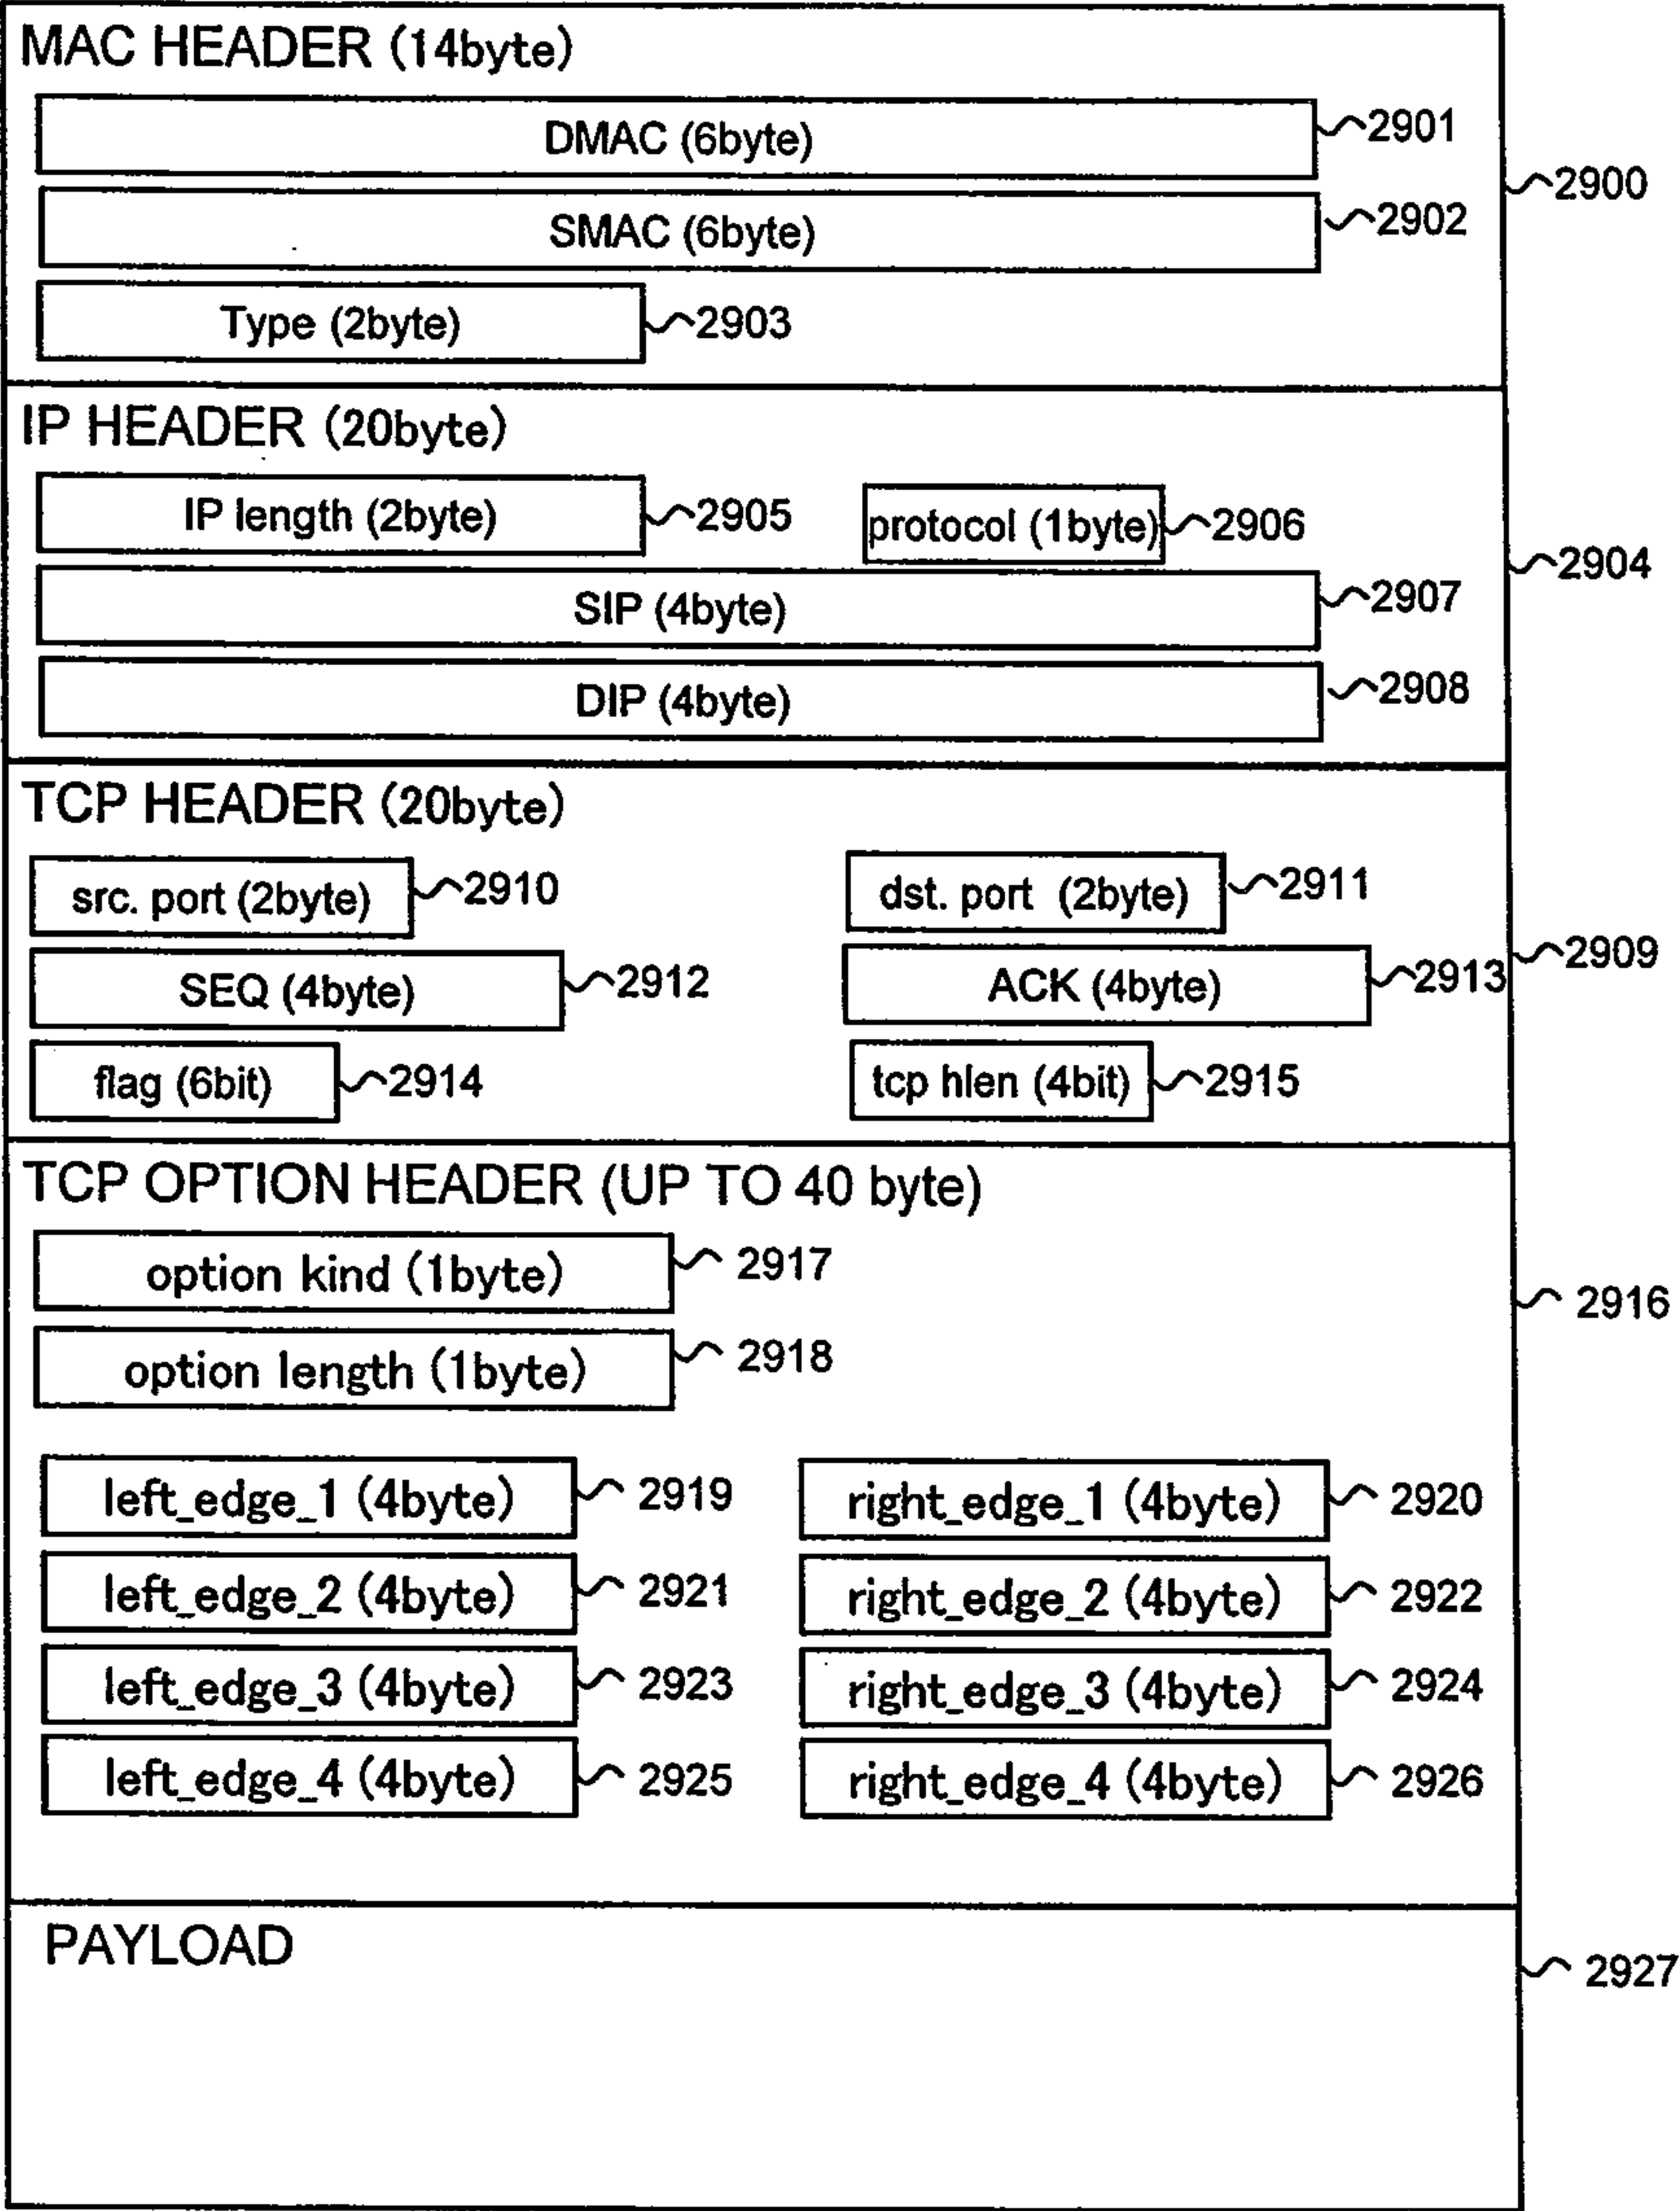 MAC HEADER (14byte)
DMAC (6byte) 2901
2900
SMAC (6byte) 2902
Type (2byte) 2903
IP HEADER (20byte)
IP length (2byte) 2905 protocol (1byte) 2906
2904
SIP (4byte) 2907
DIP (4byte) 2908
TCP HEADER (20byte)
src. port (2byte) 2910 dst. port (2byte) 2911
2909
SEQ (4byte) 2912 ACK (4byte) 2913
flag (6bit) 2914 tcp hlen (4bit) 2915
TCP OPTION HEADER (UP TO 40 byte)
option kind (1byte) 2917
2916
option length (1byte) 2918
left_edge_1 (4byte) 2919 right_edge_1 (4byte) 2920
left_edge_2 (4byte) 2921 right_edge_2 (4byte) 2922
left_edge_3 (4byte) 2923 right_edge_3 (4byte) 2924
left_edge_4 (4byte) 2925 right_edge_4 (4byte) 2926
PAYLOAD
2927